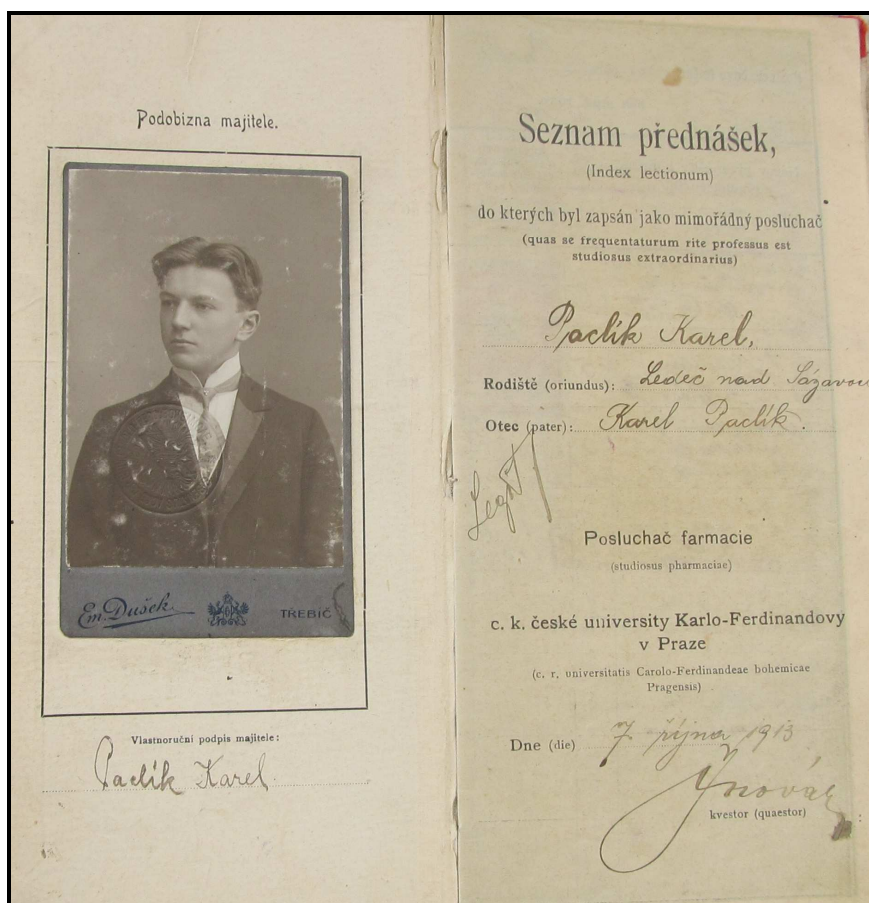 Podobizna majitele.
Em. Dušek
TŘEBÍČ
Vlastnoruční podpis majitele:
Paclík Karel
Seznam přednášek,
(Index lectionum)
do kterých byl zapsán jako mimořádný posluchač
(quas se frequentaturum rite professus est
studiosus extraordinarius)
Paclík Karel,
Rodiště (oriundus): Ledeč nad Sázavou
Otec (pater): Karel Paclík.
Posluchač farmacie
(studiosus pharmaciae)
c. k. české university Karlo-Ferdinandovy
v Praze
(c. r. universitatis Carolo-Ferdinandeae bohemicae
Pragensis)
Dne (die) 7 října 1913
kvestor (quaestor)